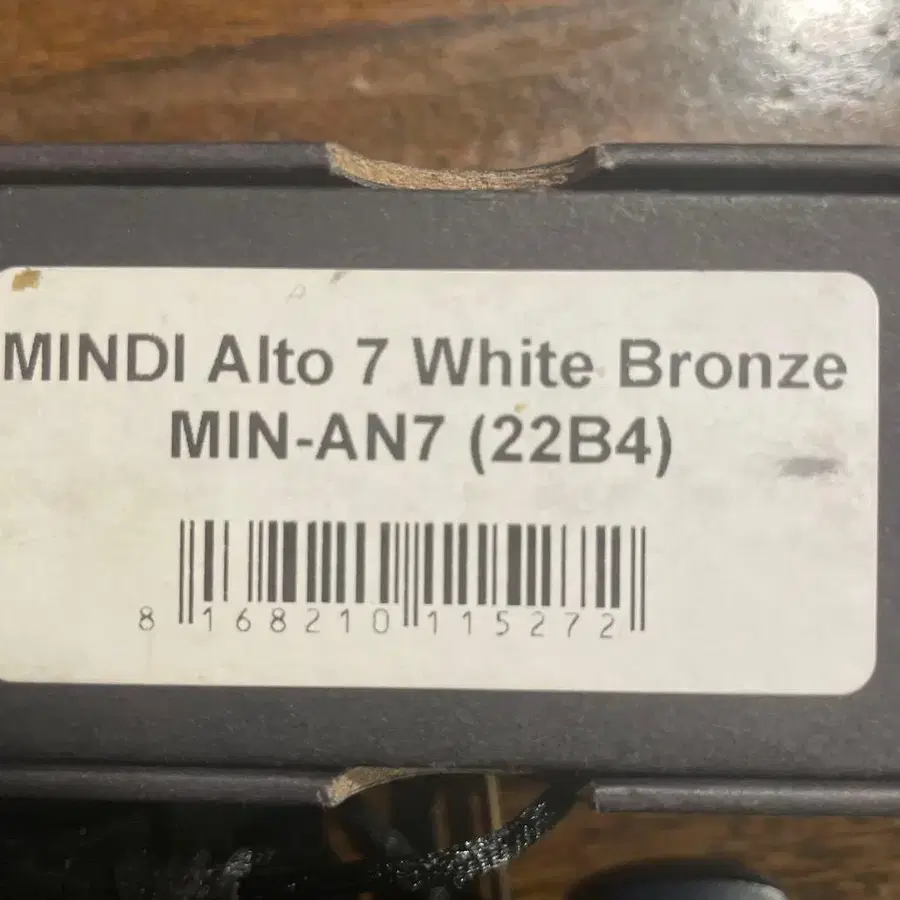 MINDI Alto 7 White Bronze
MIN-AN7 (22B4)
8 168210 115272